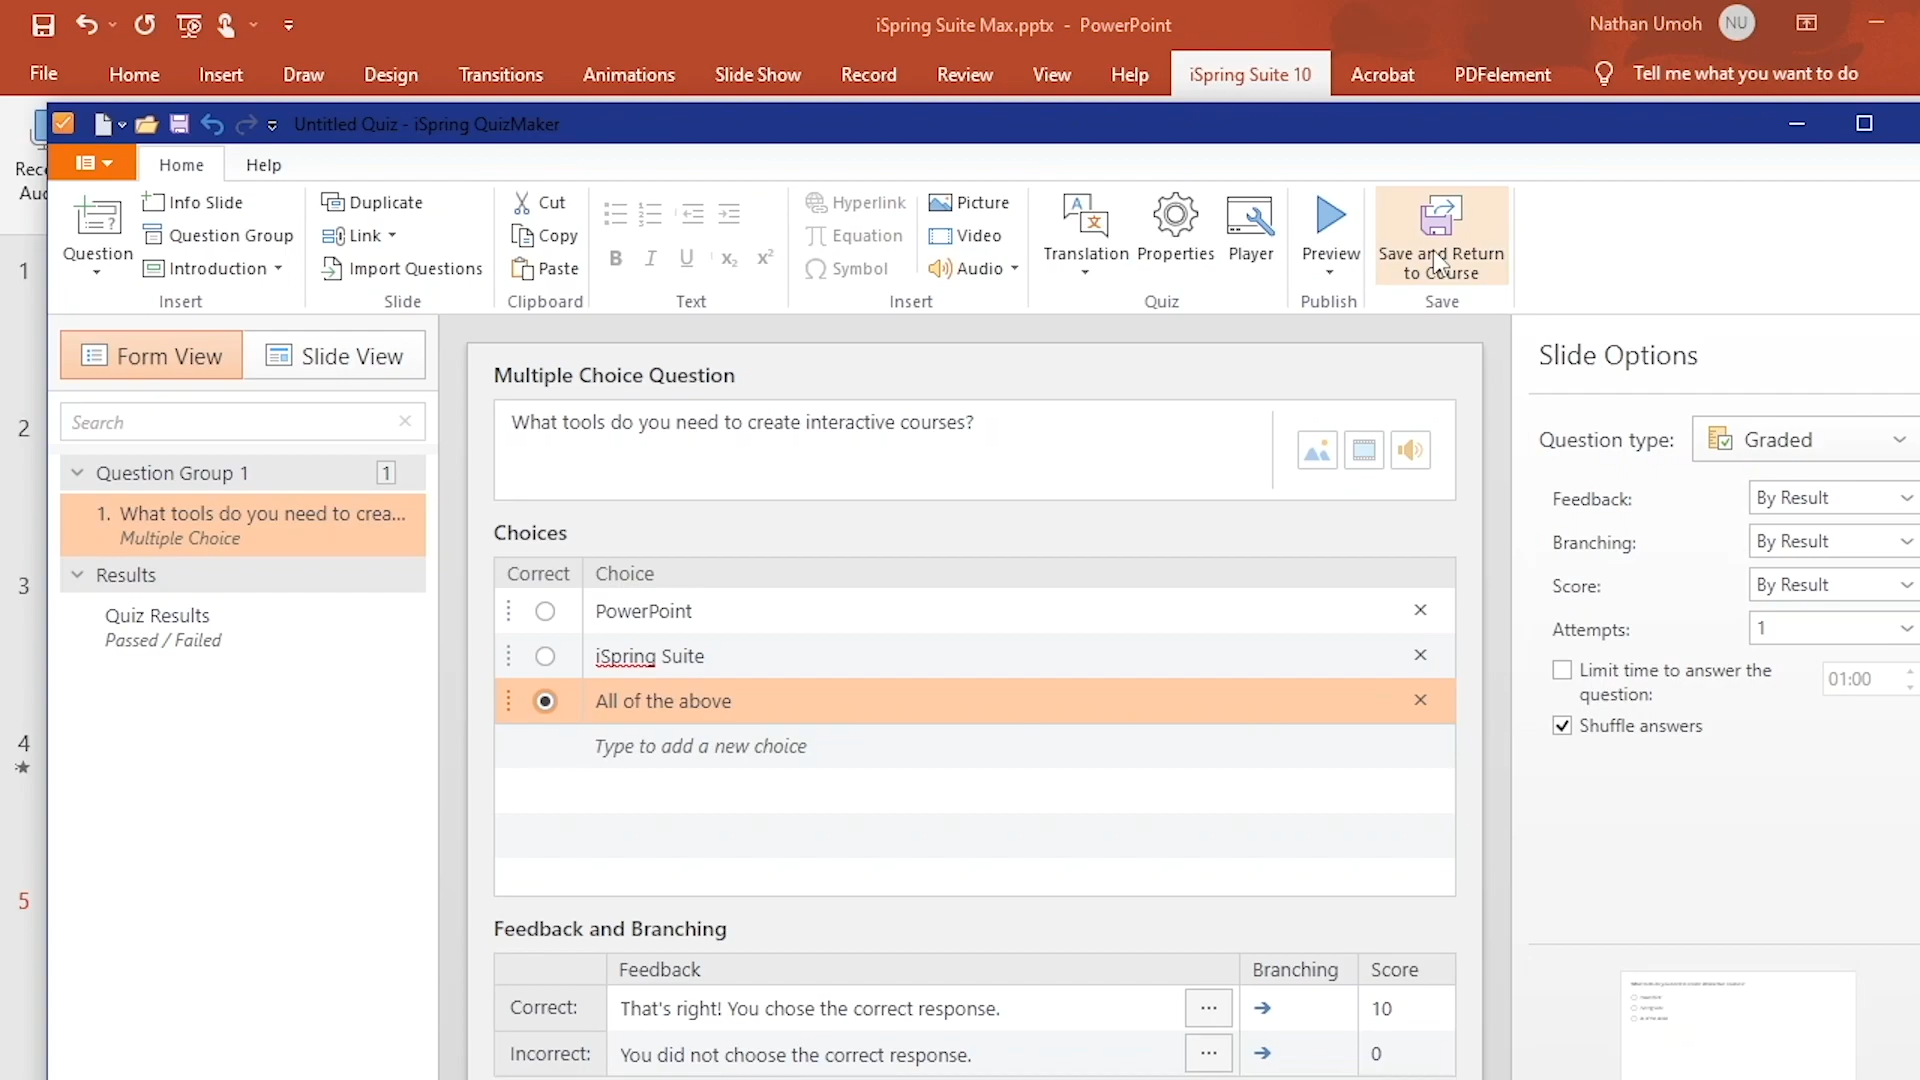 iSpring Suite Max.pptx - PowerPoint
Nathan Umoh NU
File Home Insert Draw Design Transitions Animations Slide Show Record Review View Help iSpring Suite 10 Acrobat PDFelement Tell me what you want to do
Untitled Quiz - iSpring QuizMaker
Home Help
Question
Info Slide
Question Group
Introduction
Insert
Duplicate
Link
Import Questions
Slide
Cut
Copy
Paste
Clipboard
B I U x₂ x²
Text
Hyperlink
Equation
Symbol
Picture
Video
Audio
Insert
Translation Properties Player
Quiz
Preview
Publish
Save and Return
to Course
Save
1
2
3
4
5
Form View Slide View
Search
Question Group 1 1
1. What tools do you need to crea...
Multiple Choice
Results
Quiz Results
Passed / Failed
Multiple Choice Question
What tools do you need to create interactive courses?
Choices
Correct Choice
PowerPoint
iSpring Suite
All of the above
Type to add a new choice
Feedback and Branching
Feedback Branching Score
Correct: That's right! You chose the correct response. ... 10
Incorrect: You did not choose the correct response. ... 0
Slide Options
Question type: Graded
Feedback: By Result
Branching: By Result
Score: By Result
Attempts: 1
Limit time to answer the
question: 01:00
Shuffle answers